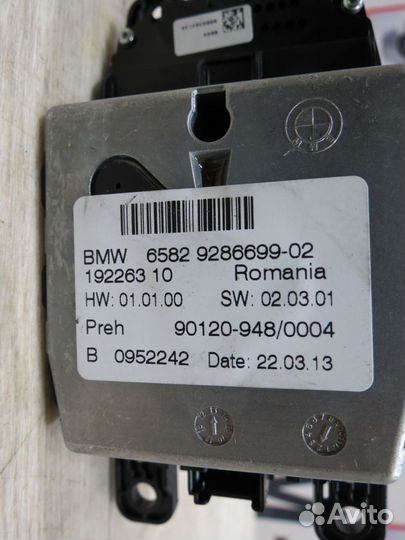 BMW 6582 9286699-02
192263 10 Romania
HW: 01.01.00 SW: 02.03.01
Preh 90120-948/0004
B 0952242 Date: 22.03.13
Avito